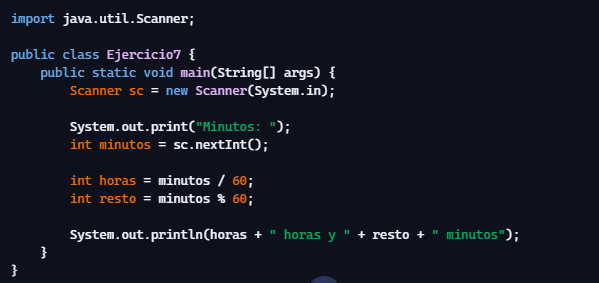 import java.util.Scanner;
public class Ejercicio7 {
public static void main(String[] args) {
Scanner sc = new Scanner(System.in);
System.out.print("Minutos: ");
int minutos = sc.nextInt();
int horas = minutos / 60;
int resto = minutos % 60;
System.out.println(horas + " horas y " + resto + " minutos");
}
}